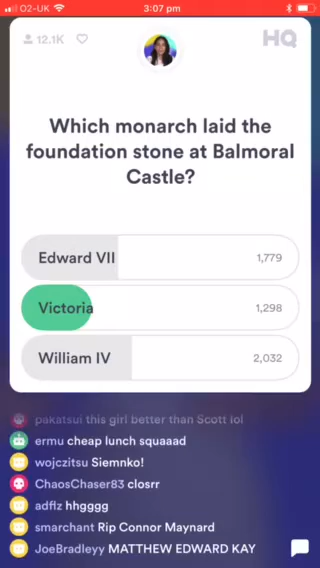 O2-UK 3:07 pm
12.1K HQ
Which monarch laid the
foundation stone at Balmoral
Castle?
Edward VII 1,779
Victoria 1,298
William IV 2,032
pakatsui this girl better than Scott lol
ermu cheap lunch squaaad
wojczitsu Siemnko!
ChaosChaser83 closrr
adflz hhgggg
smarchant Rip Connor Maynard
JoeBradleyy MATTHEW EDWARD KAY